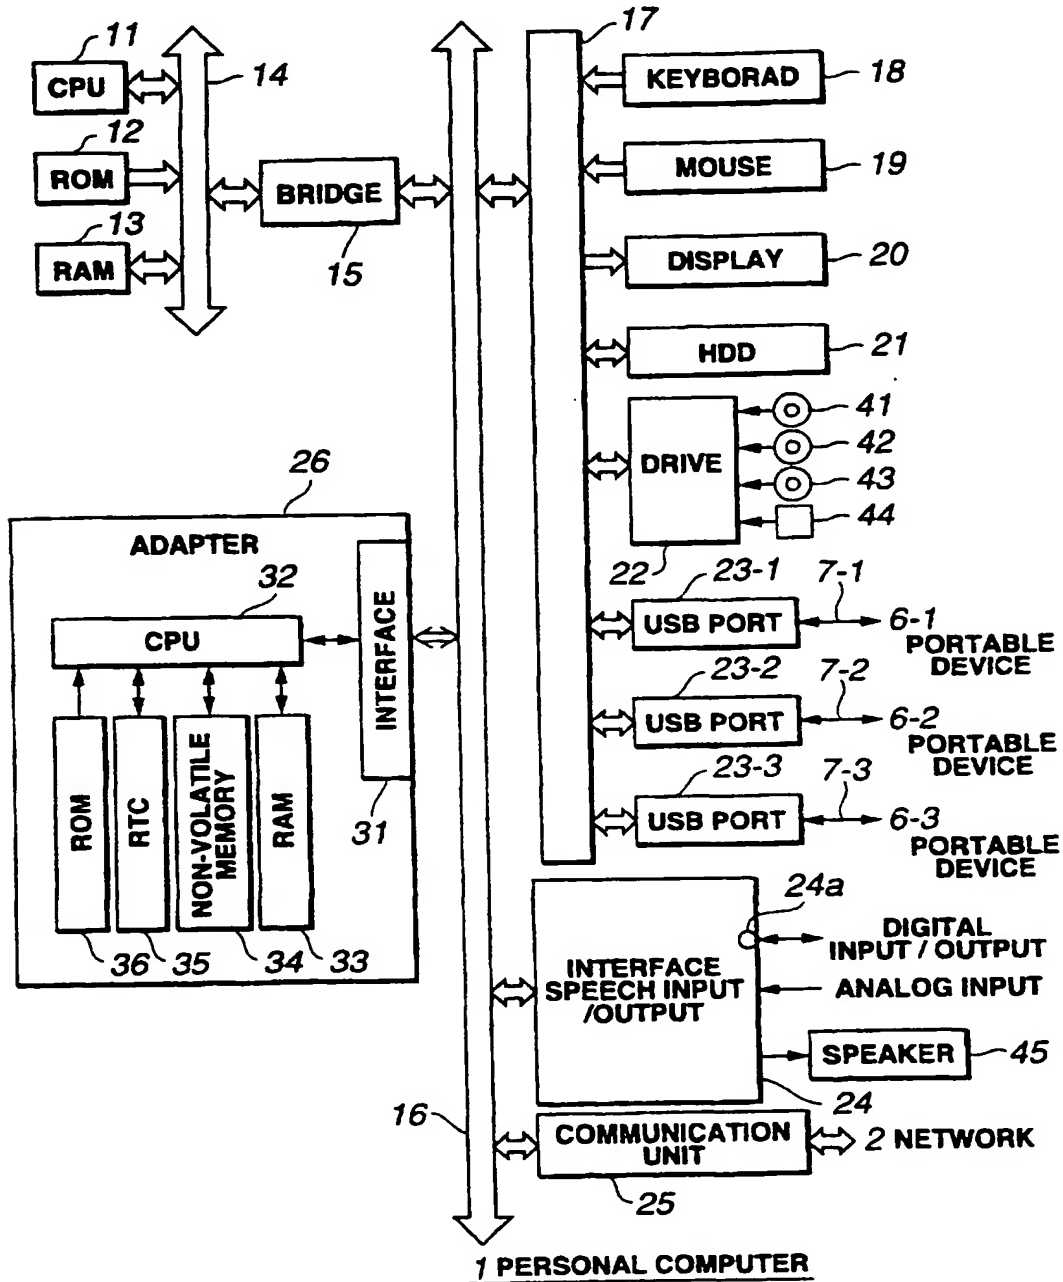 11
CPU
12
ROM
13
RAM
14
BRIDGE
15
17
KEYBORAD
18
MOUSE
19
DISPLAY
20
HDD
21
DRIVE
22
41
42
43
44
23-1
USB PORT
7-1
6-1
PORTABLE
DEVICE
23-2
USB PORT
7-2
6-2
PORTABLE
DEVICE
23-3
USB PORT
7-3
6-3
PORTABLE
DEVICE
26
ADAPTER
32
CPU
INTERFACE
31
ROM
RTC
NON-VOLATILE
MEMORY
RAM
36
35
34
33
24a
INTERFACE
SPEECH INPUT
/OUTPUT
DIGITAL
INPUT / OUTPUT
ANALOG INPUT
SPEAKER
45
24
16
COMMUNICATION
UNIT
25
2 NETWORK
1 PERSONAL COMPUTER